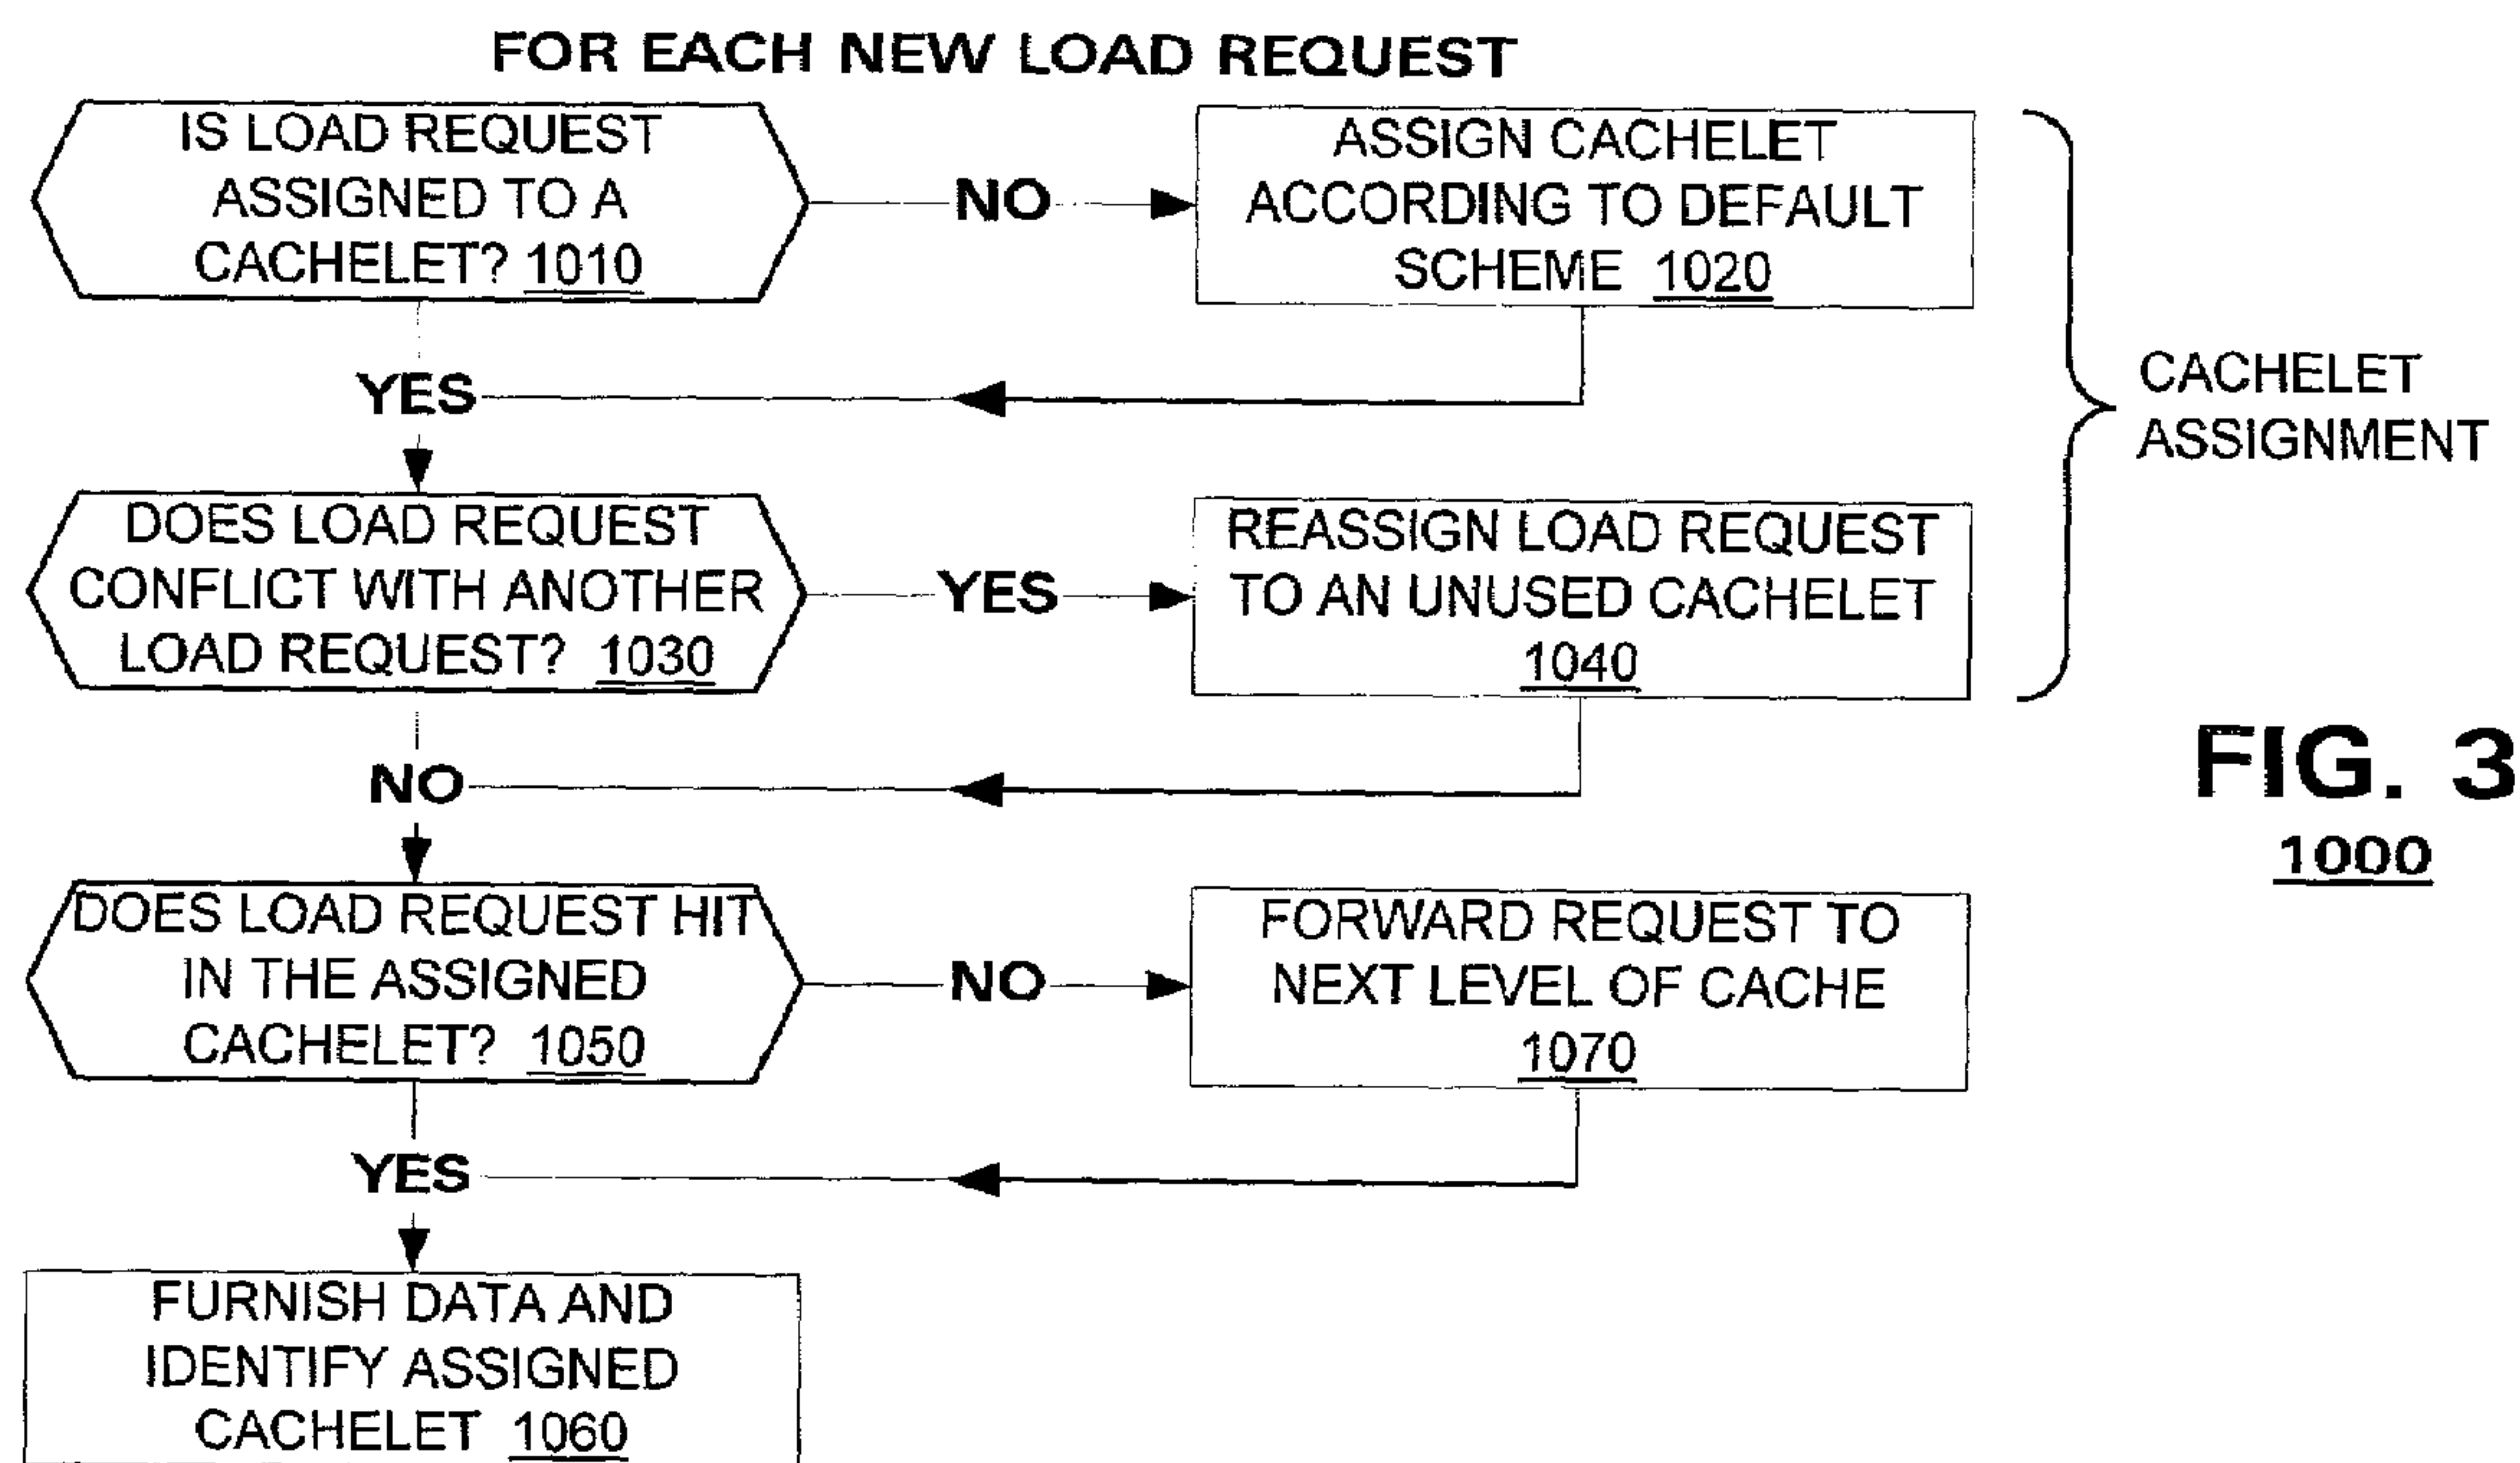 FOR EACH NEW LOAD REQUEST
IS LOAD REQUEST
ASSIGNED TO A
CACHELET? 1010
NO
ASSIGN CACHELET
ACCORDING TO DEFAULT
SCHEME 1020
YES
CACHELET
ASSIGNMENT
DOES LOAD REQUEST
CONFLICT WITH ANOTHER
LOAD REQUEST? 1030
YES
REASSIGN LOAD REQUEST
TO AN UNUSED CACHELET
1040
NO
FIG. 3
1000
DOES LOAD REQUEST HIT
IN THE ASSIGNED
CACHELET? 1050
NO
FORWARD REQUEST TO
NEXT LEVEL OF CACHE
1070
YES
FURNISH DATA AND
IDENTIFY ASSIGNED
CACHELET 1060